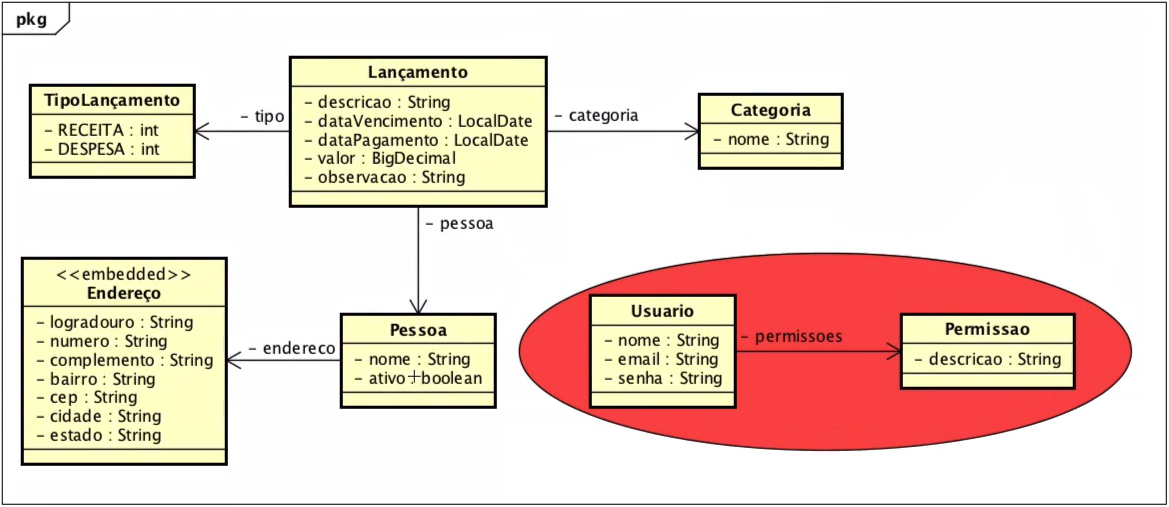 pkg
Lançamento
- descricao : String
- dataVencimento : LocalDate
- dataPagamento : LocalDate
- valor : BigDecimal
- observacao : String
TipoLançamento
- RECEITA : int
- DESPESA : int
- tipo
- categoria
Categoria
- nome : String
- pessoa
<<embedded>>
Endereço
- logradouro : String
- numero : String
- complemento : String
- bairro : String
- cep : String
- cidade : String
- estado : String
- endereco
Pessoa
- nome : String
- ativo : boolean
Usuario
- nome : String
- email : String
- senha : String
- permissoes
Permissao
- descricao : String